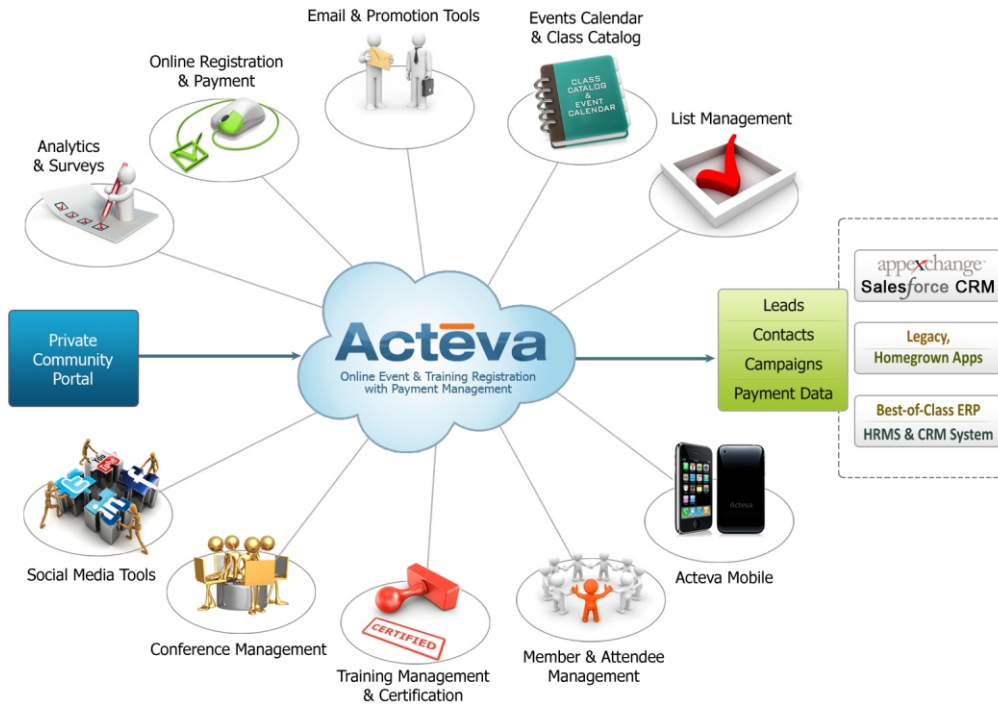 Email & Promotion Tools
Events Calendar
& Class Catalog
Online Registration
& Payment
CLASS
CATALOG
&
EVENT
CALENDAR
List Management
Analytics
& Surveys
appexchange
Salesforce CRM
Leads
Contacts
Campaigns
Payment Data
Private
Community
Portal
Actēva
Online Event & Training Registration
with Payment Management
Legacy,
Homegrown Apps
Best-of-Class ERP
HRMS & CRM System
You
in
f
t
Acteva
Social Media Tools
Acteva Mobile
CERTIFIED
Conference Management
Training Management
& Certification
Member & Attendee
Management